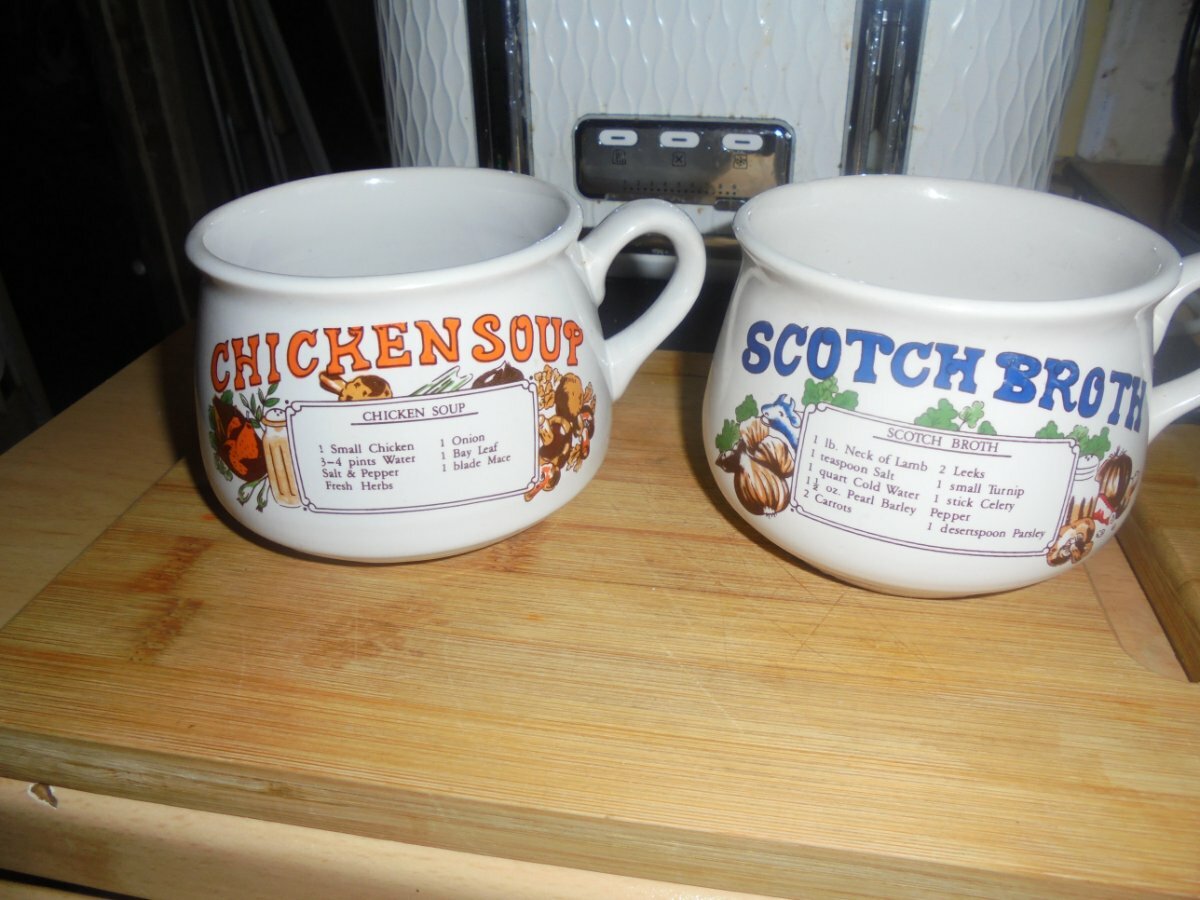 CHICKEN SOUP
CHICKEN SOUP
1 Small Chicken
3-4 pints Water
Salt & Pepper
Fresh Herbs
1 Onion
1 Bay Leaf
1 blade Mace
SCOTCH BROTH
SCOTCH BROTH
1 lb. Neck of Lamb
1 teaspoon Salt
1 quart Cold Water
1½ oz. Pearl Barley
2 Carrots
2 Leeks
1 small Turnip
1 stick Celery
Pepper
1 desertspoon Parsley